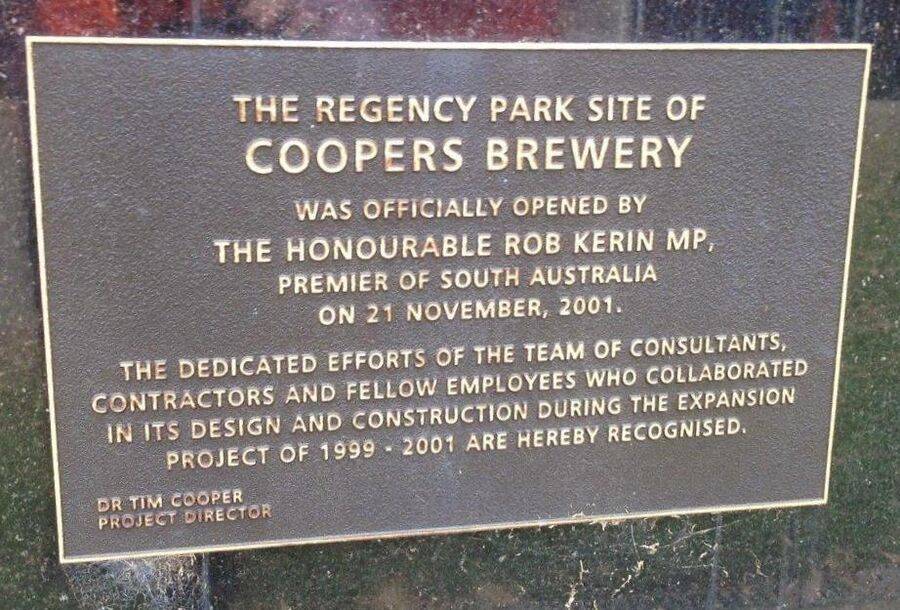 THE REGENCY PARK SITE OF
COOPERS BREWERY
WAS OFFICIALLY OPENED BY
THE HONOURABLE ROB KERIN MP,
PREMIER OF SOUTH AUSTRALIA
ON 21 NOVEMBER, 2001.
THE DEDICATED EFFORTS OF THE TEAM OF CONSULTANTS,
CONTRACTORS AND FELLOW EMPLOYEES WHO COLLABORATED
IN ITS DESIGN AND CONSTRUCTION DURING THE EXPANSION
PROJECT OF 1999 - 2001 ARE HEREBY RECOGNISED.
DR TIM COOPER
PROJECT DIRECTOR